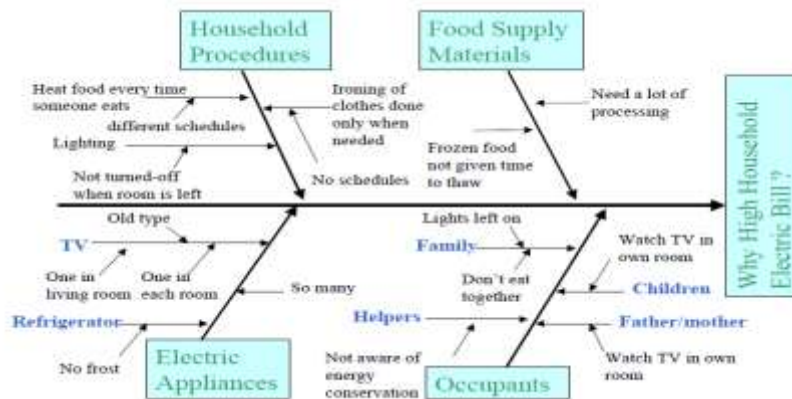 Household
Procedures
Food Supply
Materials
Heat food every time
someone eats
different schedules
Lighting
Not turned-off
when room is left
Ironing of
clothes done
only when
needed
No schedules
Need a lot of
processing
Frozen food
not given time
to thaw
Why High Household
Electric Bill ?
Old type
TV
One in
living room
One in
each room
So many
Refrigerator
No frost
Electric
Appliances
Lights left on
Family
Don't eat
together
Watch TV in
own room
Children
Helpers
Father/mother
Not aware of
energy
conservation
Watch TV in own
room
Occupants